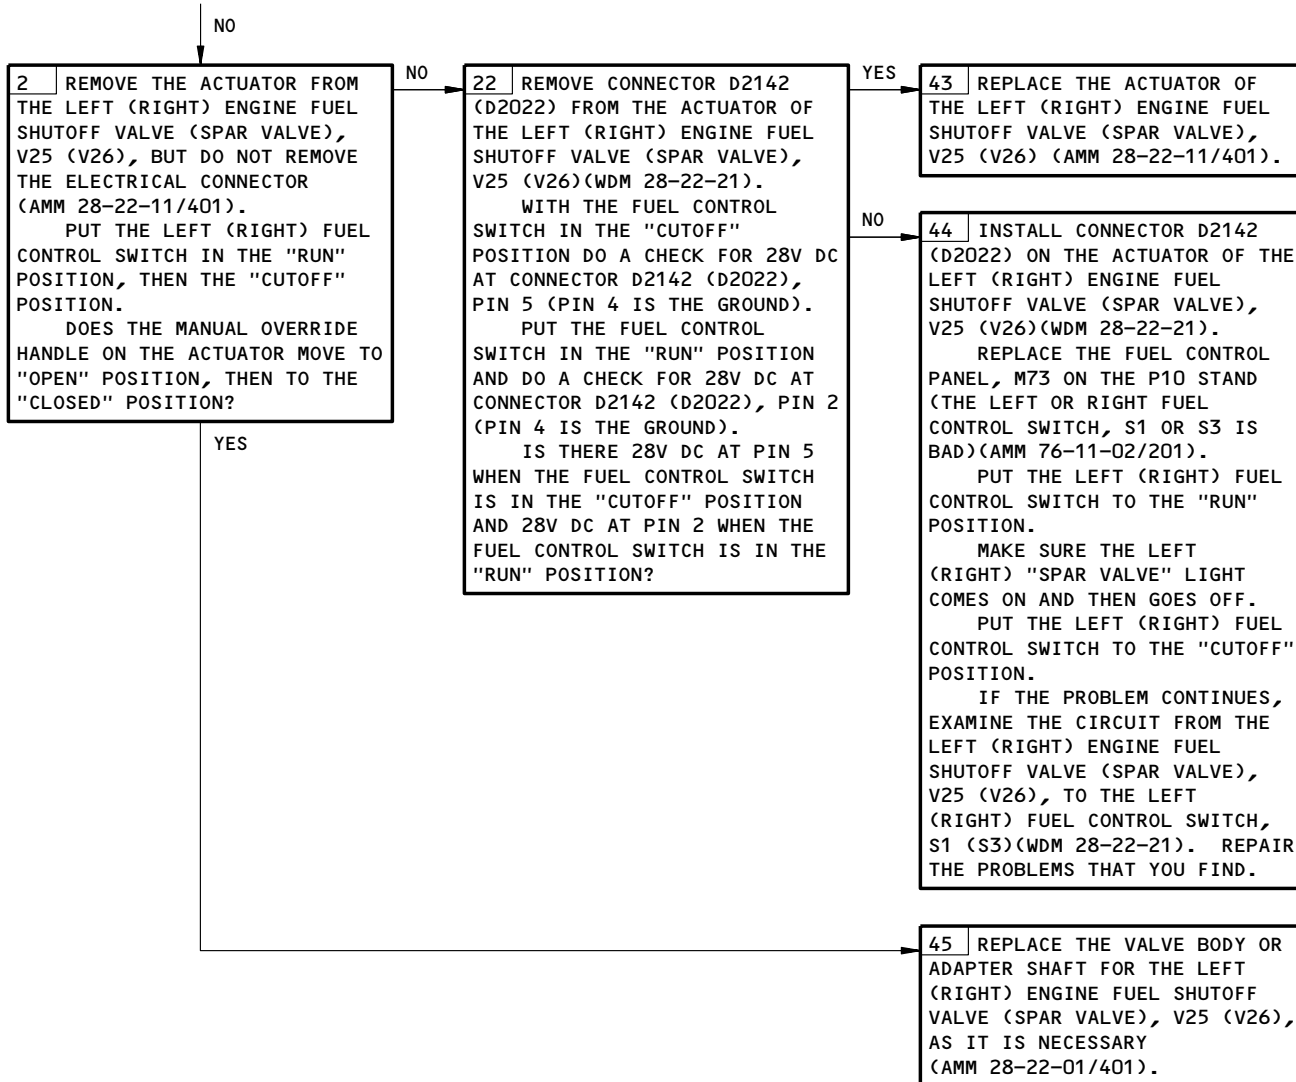 NO
2 REMOVE THE ACTUATOR FROM
THE LEFT (RIGHT) ENGINE FUEL
SHUTOFF VALVE (SPAR VALVE),
V25 (V26), BUT DO NOT REMOVE
THE ELECTRICAL CONNECTOR
(AMM 28-22-11/401).
PUT THE LEFT (RIGHT) FUEL
CONTROL SWITCH IN THE "RUN"
POSITION, THEN THE "CUTOFF"
POSITION.
DOES THE MANUAL OVERRIDE
HANDLE ON THE ACTUATOR MOVE TO
"OPEN" POSITION, THEN TO THE
"CLOSED" POSITION?
NO
YES
22 REMOVE CONNECTOR D2142
(D2022) FROM THE ACTUATOR OF
THE LEFT (RIGHT) ENGINE FUEL
SHUTOFF VALVE (SPAR VALVE),
V25 (V26)(WDM 28-22-21).
WITH THE FUEL CONTROL
SWITCH IN THE "CUTOFF"
POSITION DO A CHECK FOR 28V DC
AT CONNECTOR D2142 (D2022),
PIN 5 (PIN 4 IS THE GROUND).
PUT THE FUEL CONTROL
SWITCH IN THE "RUN" POSITION
AND DO A CHECK FOR 28V DC AT
CONNECTOR D2142 (D2022), PIN 2
(PIN 4 IS THE GROUND).
IS THERE 28V DC AT PIN 5
WHEN THE FUEL CONTROL SWITCH
IS IN THE "CUTOFF" POSITION
AND 28V DC AT PIN 2 WHEN THE
FUEL CONTROL SWITCH IS IN THE
"RUN" POSITION?
YES
NO
43 REPLACE THE ACTUATOR OF
THE LEFT (RIGHT) ENGINE FUEL
SHUTOFF VALVE (SPAR VALVE),
V25 (V26) (AMM 28-22-11/401).
44 INSTALL CONNECTOR D2142
(D2022) ON THE ACTUATOR OF THE
LEFT (RIGHT) ENGINE FUEL
SHUTOFF VALVE (SPAR VALVE),
V25 (V26)(WDM 28-22-21).
REPLACE THE FUEL CONTROL
PANEL, M73 ON THE P10 STAND
(THE LEFT OR RIGHT FUEL
CONTROL SWITCH, S1 OR S3 IS
BAD)(AMM 76-11-02/201).
PUT THE LEFT (RIGHT) FUEL
CONTROL SWITCH TO THE "RUN"
POSITION.
MAKE SURE THE LEFT
(RIGHT) "SPAR VALVE" LIGHT
COMES ON AND THEN GOES OFF.
PUT THE LEFT (RIGHT) FUEL
CONTROL SWITCH TO THE "CUTOFF"
POSITION.
IF THE PROBLEM CONTINUES,
EXAMINE THE CIRCUIT FROM THE
LEFT (RIGHT) ENGINE FUEL
SHUTOFF VALVE (SPAR VALVE),
V25 (V26), TO THE LEFT
(RIGHT) FUEL CONTROL SWITCH,
S1 (S3)(WDM 28-22-21). REPAIR
THE PROBLEMS THAT YOU FIND.
45 REPLACE THE VALVE BODY OR
ADAPTER SHAFT FOR THE LEFT
(RIGHT) ENGINE FUEL SHUTOFF
VALVE (SPAR VALVE), V25 (V26),
AS IT IS NECESSARY
(AMM 28-22-01/401).